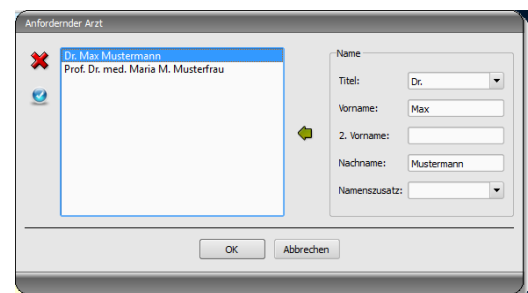 Anfordernder Arzt
Dr. Max Mustermann
Prof. Dr. med. Maria M. Musterfrau
Name
Titel: Dr.
Vorname: Max
2. Vorname:
Nachname: Mustermann
Namenszusatz:
OK Abbrechen